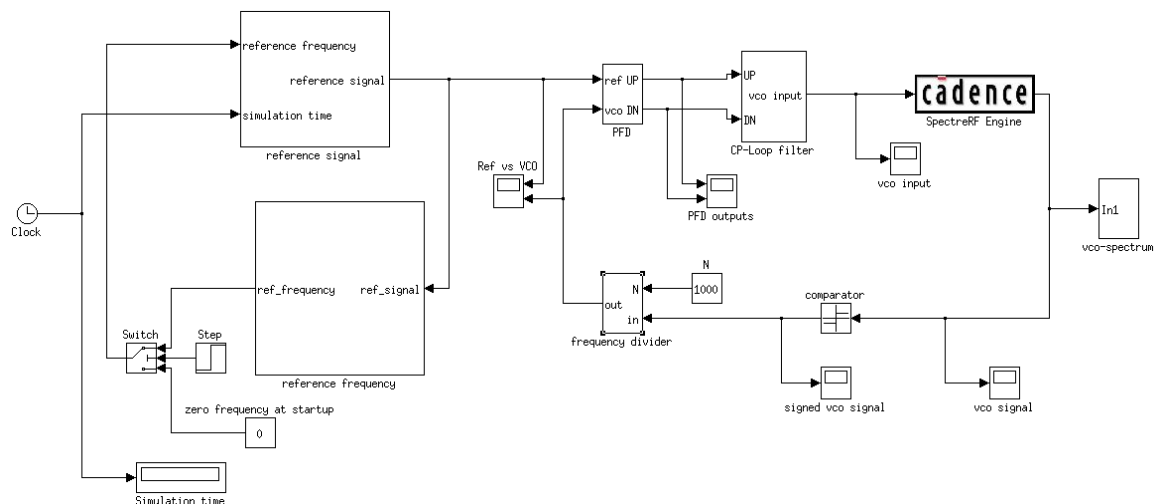 reference frequency
reference signal
simulation time
reference signal
ref UP
vco DN
PFD
UP
vco input
DN
CP-Loop filter
cādence
SpectreRF Engine
vco input
Ref vs VCO
PFD outputs
In1
vco-spectrum
Clock
ref_frequency
ref_signal
reference frequency
N
1000
N
out
in
frequency divider
comparator
signed vco signal
vco signal
Switch
Step
zero frequency at startup
0
Simulation time